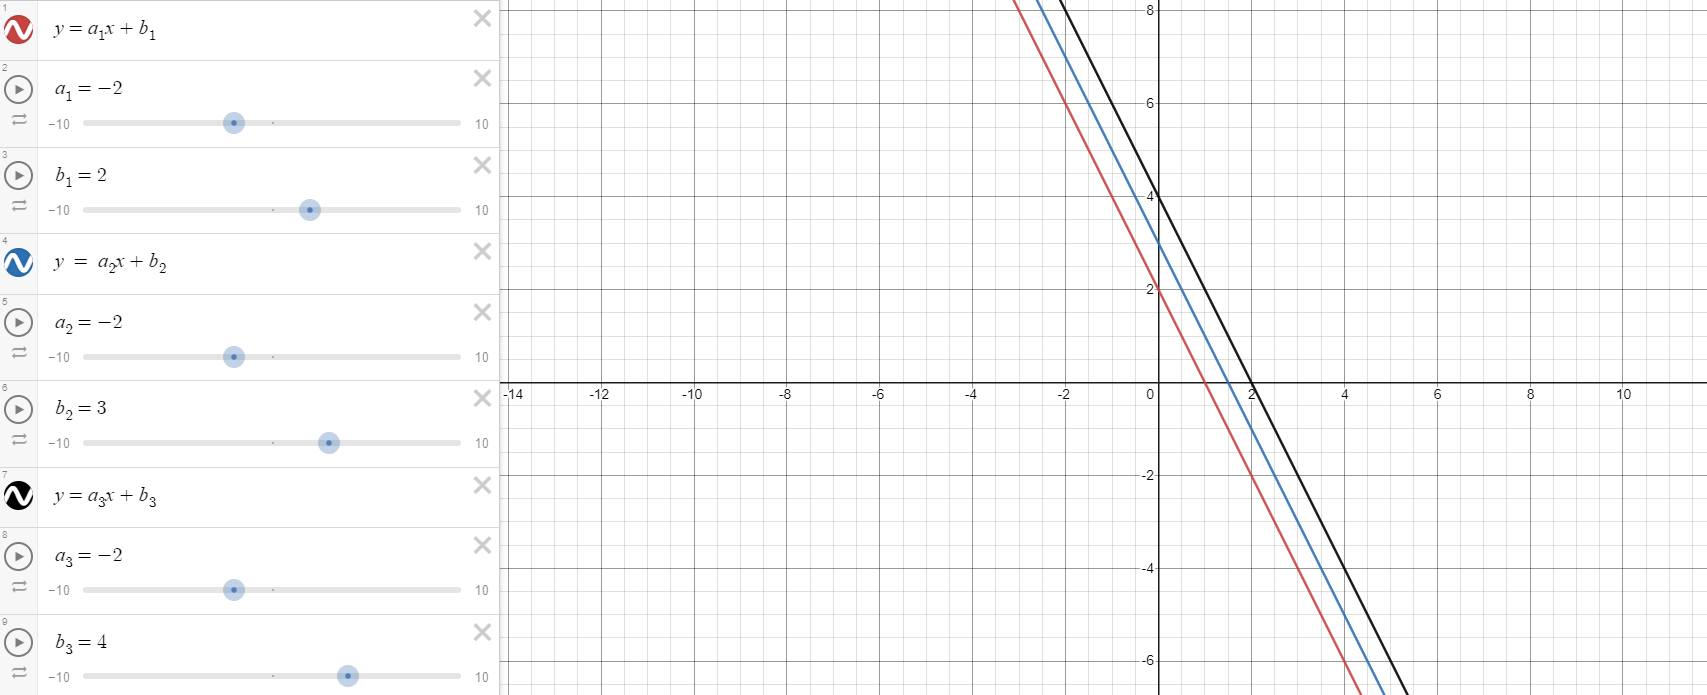 1
y = a₁x + b₁
2
a₁ = −2
−10 10
3
b₁ = 2
−10 10
4
y = a₂x + b₂
5
a₂ = −2
−10 10
6
b₂ = 3
−10 10
7
y = a₃x + b₃
8
a₃ = −2
−10 10
9
b₃ = 4
−10 10
8
6
4
2
-14 -12 -10 -8 -6 -4 -2 0 2 4 6 8 10
-2
-4
-6